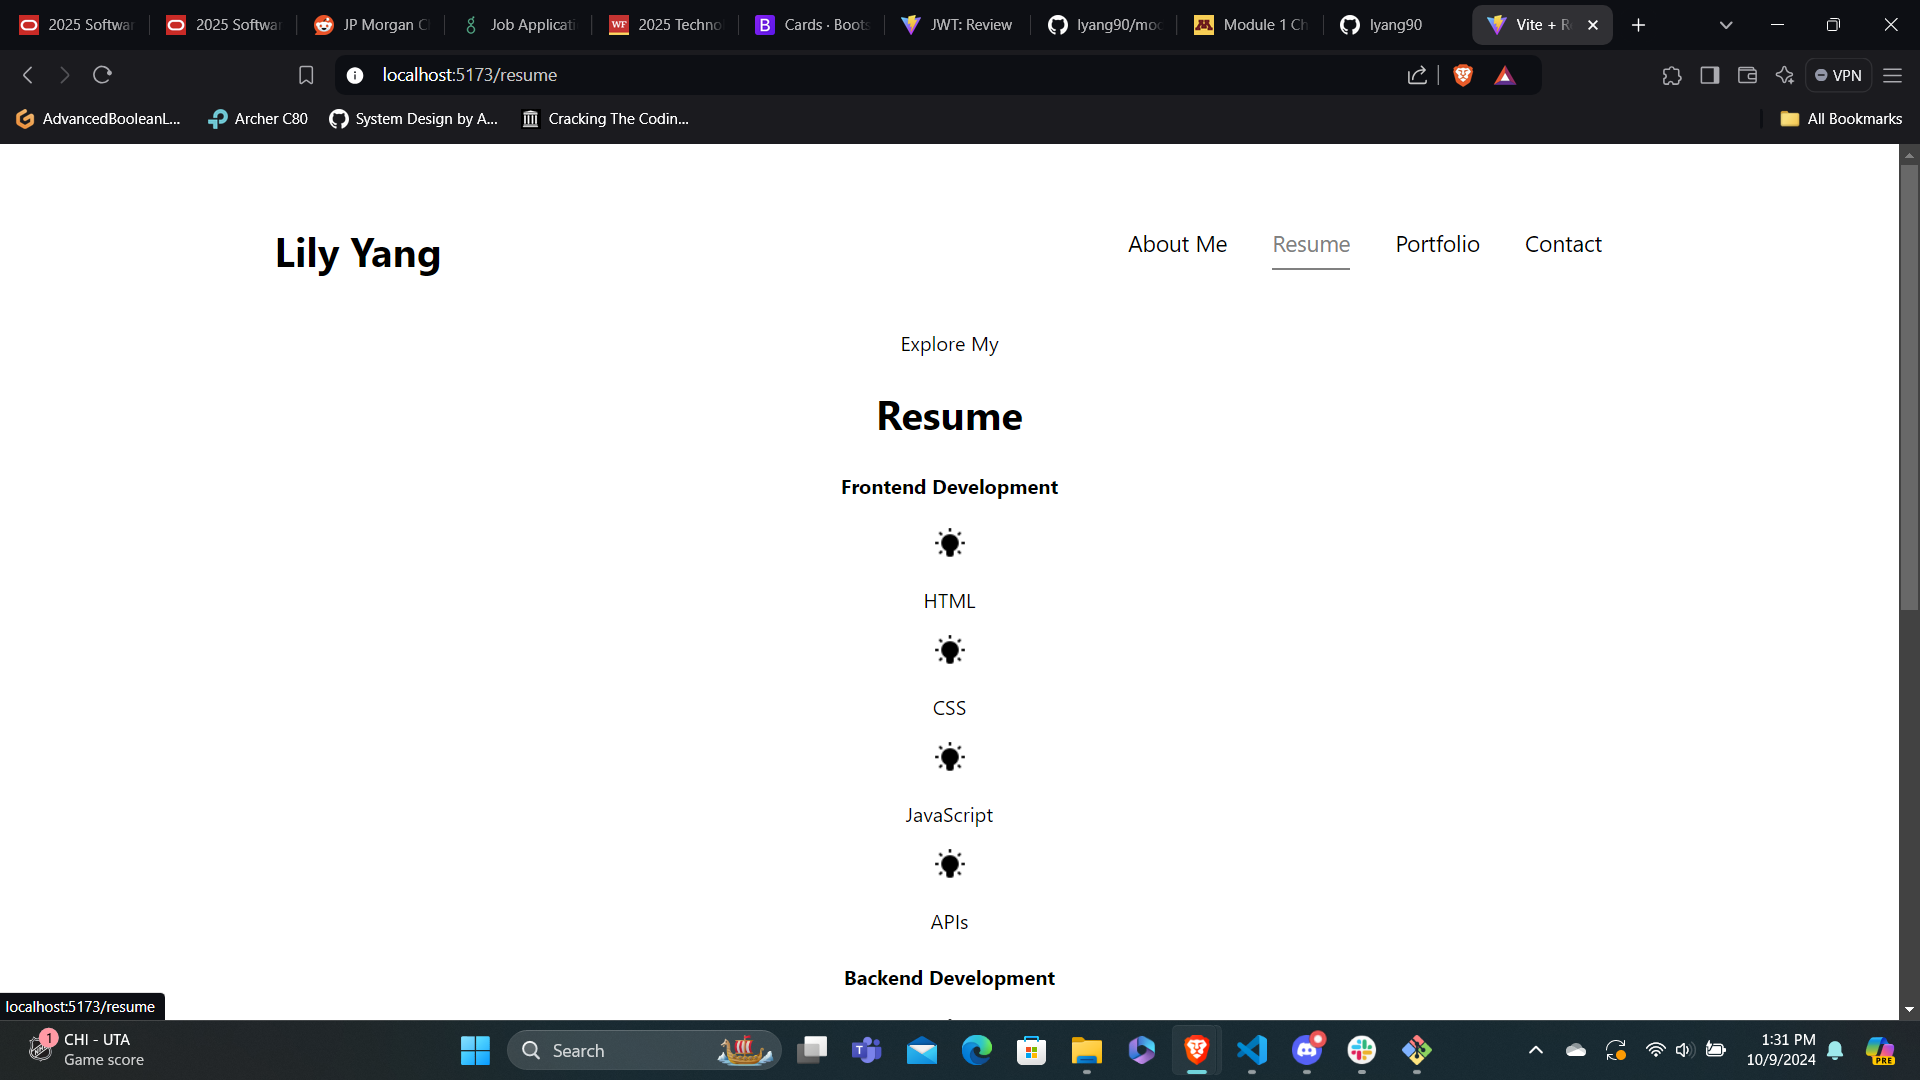 2025 Softwar
2025 Softwar
JP Morgan Ch
Job Applicati
2025 Techno
Cards · Boots
JWT: Review
lyang90/moc
Module 1 Ch
lyang90
Vite + Re
localhost:5173/resume
VPN
AdvancedBooleanL...
Archer C80
System Design by A...
Cracking The Codin...
All Bookmarks
Lily Yang
About Me
Resume
Portfolio
Contact
Explore My
Resume
Frontend Development
HTML
CSS
JavaScript
APIs
Backend Development
localhost:5173/resume
1
CHI - UTA
Game score
Search
1:31 PM
10/9/2024
PRE